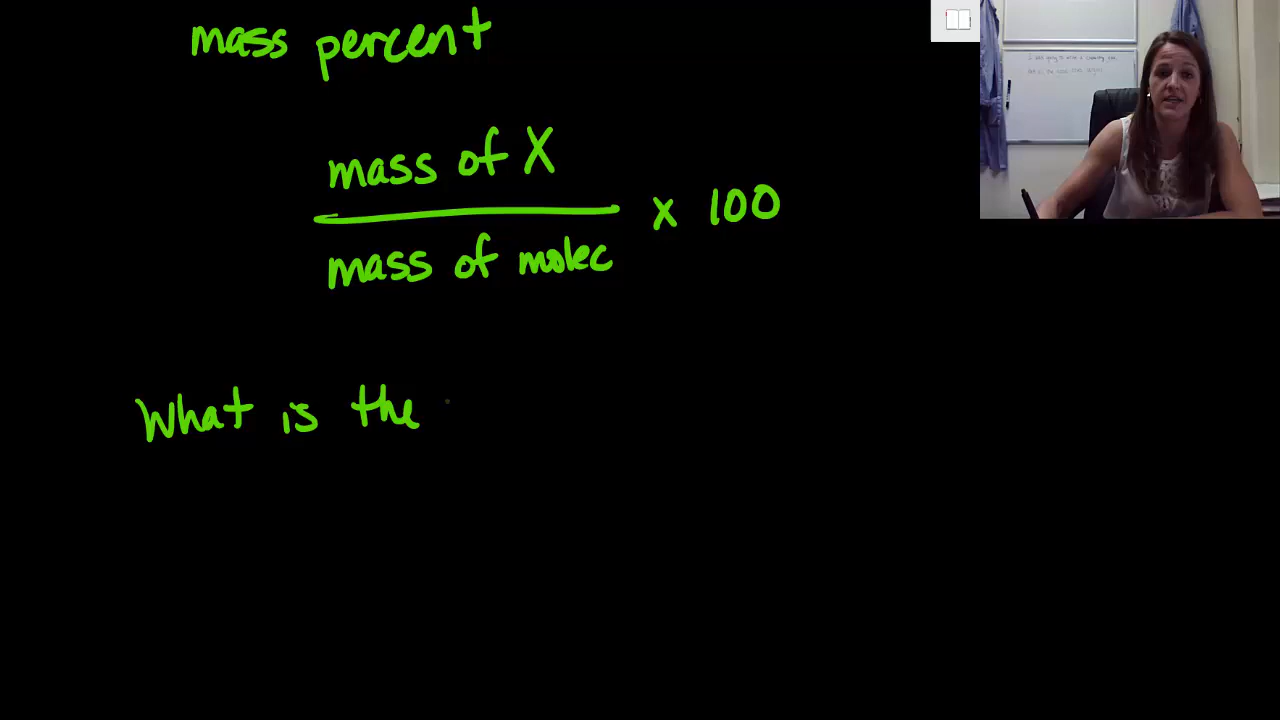 mass percent
mass of X
mass of molec
x 100
What is the